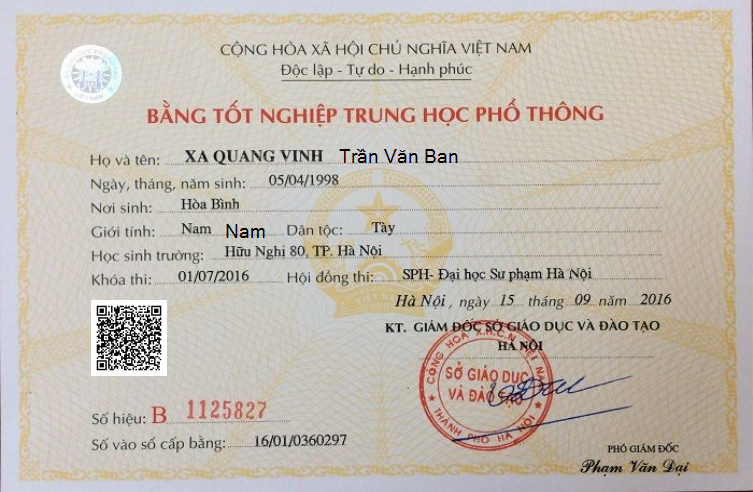 CỘNG HÒA XÃ HỘI CHỦ NGHĨA VIỆT NAM
Độc lập - Tự do - Hạnh phúc
BẰNG TỐT NGHIỆP TRUNG HỌC PHỔ THÔNG
Họ và tên: XA QUANG VINH Trần Văn Ban
Ngày, tháng, năm sinh: 05/04/1998
Nơi sinh: Hòa Bình
Giới tính: Nam Nam Dân tộc: Tày
Học sinh trường: Hữu Nghị 80, TP. Hà Nội
Khóa thi: 01/07/2016 Hội đồng thi: SPH- Đại học Sư phạm Hà Nội
Hà Nội, ngày 15 tháng 09 năm 2016
KT. GIÁM ĐỐC SỞ GIÁO DỤC VÀ ĐÀO TẠO
HÀ NỘI
CỘNG HÒA X.H.C.N VIỆT NAM
SỞ GIÁO DỤC
VÀ ĐÀO TẠO
THÀNH PHỐ HÀ NỘI
Số hiệu: B 1125827
Số vào sổ cấp bằng: 16/01/0360297
PHÓ GIÁM ĐỐC
Phạm Văn Đại